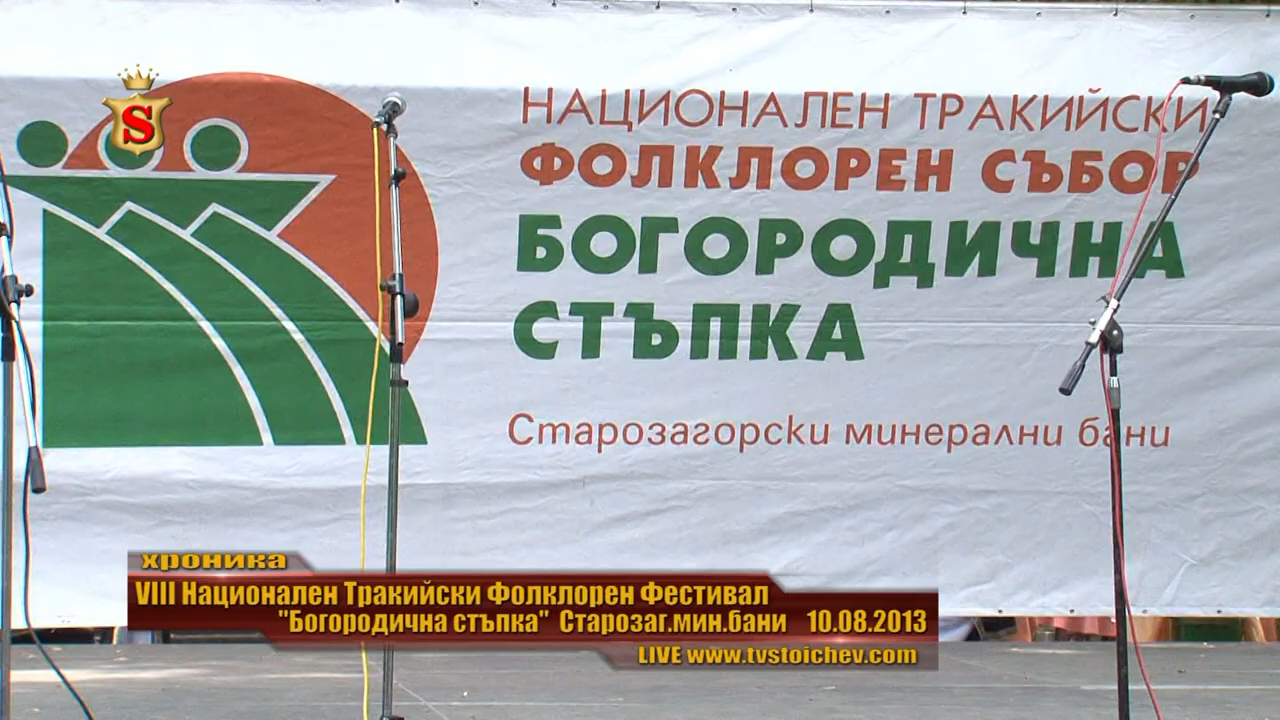 S
НАЦИОНАЛЕН ТРАКИЙСКИ
ФОЛКЛОРЕН СЪБОР
БОГОРОДИЧНА
СТЪПКА
Старозагорски минерални бани
хроника
VIII Национален Тракийски Фолклорен Фестивал
"Богородична стъпка" Старозаг.мин.бани 10.08.2013
LIVE www.tvstoichev.com